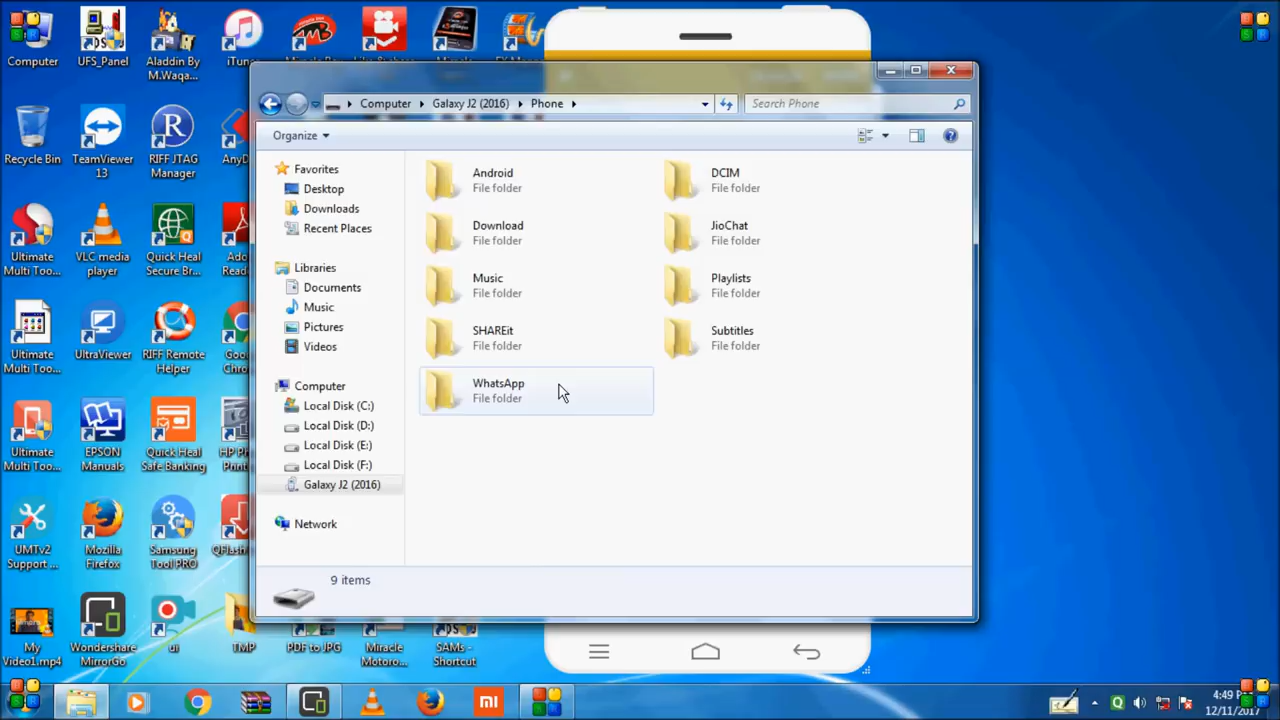 Computer
UFS_Panel
Aladdin By
M.Waqa...
Computer
Galaxy J2 (2016)
Phone
Search Phone
Organize
Recycle Bin
TeamViewer
13
RIFF JTAG
Manager
Favorites
Desktop
Downloads
Recent Places
Libraries
Documents
Music
Pictures
Videos
Computer
Local Disk (C:)
Local Disk (D:)
Local Disk (E:)
Local Disk (F:)
Galaxy J2 (2016)
Network
Android
File folder
DCIM
File folder
Download
File folder
JioChat
File folder
Music
File folder
Playlists
File folder
SHAREit
File folder
Subtitles
File folder
WhatsApp
File folder
9 items
Ultimate
Multi Too...
VLC media
player
Quick Heal
Secure Br...
Ultimate
Multi Too...
UltraViewer
RIFF Remote
Helper
Ultimate
Multi Too...
EPSON
Manuals
Quick Heal
Safe Banking
UMTv2
Support ...
Mozilla
Firefox
Samsung
Tool PRO
My
Video1.mp4
Wondershare
MirrorGo
ui
TMP
PDF to JPG
Miracle
Motoro...
SAMs -
Shortcut
4:49 PM
12/11/2017